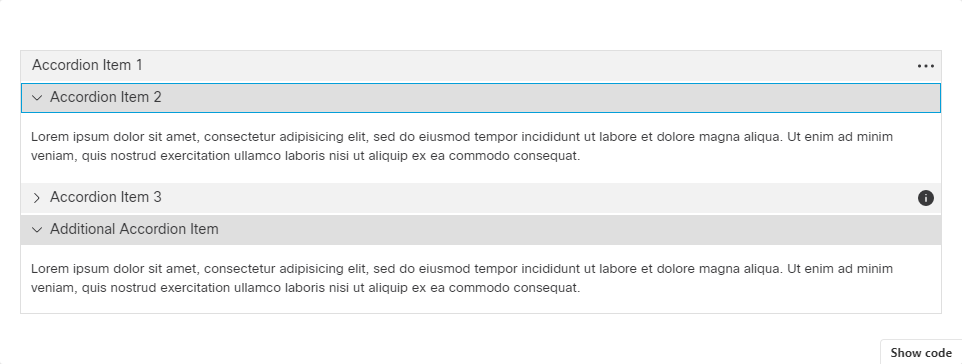 Accordion Item 1
Accordion Item 2
Lorem ipsum dolor sit amet, consectetur adipisicing elit, sed do eiusmod tempor incididunt ut labore et dolore magna aliqua. Ut enim ad minim
veniam, quis nostrud exercitation ullamco laboris nisi ut aliquip ex ea commodo consequat.
Accordion Item 3
Additional Accordion Item
Lorem ipsum dolor sit amet, consectetur adipisicing elit, sed do eiusmod tempor incididunt ut labore et dolore magna aliqua. Ut enim ad minim
veniam, quis nostrud exercitation ullamco laboris nisi ut aliquip ex ea commodo consequat.
Show code